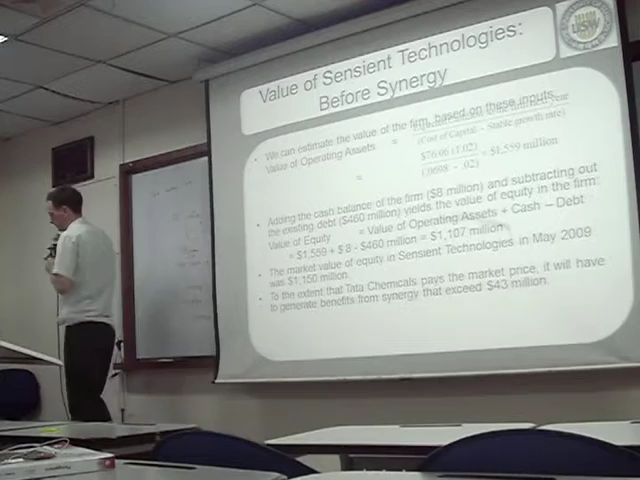 Value of Sensient Technologies:
Before Synergy
• We can estimate the value of the firm, based on these inputs.
Value of Operating Assets =
(Cost of Capital - Stable growth rate)
= $76.06 (1.02) = $1,559 million
(.0698 - .02)
• Adding the cash balance of the firm ($8 million) and subtracting out
the existing debt ($460 million) yields the value of equity in the firm:
Value of Equity = Value of Operating Assets + Cash – Debt
= $1,559 + $ 8 - $460 million = $1,107 million
• The market value of equity in Sensient Technologies in May 2009
was $1,150 million.
• To the extent that Tata Chemicals pays the market price, it will have
to generate benefits from synergy that exceed $43 million.